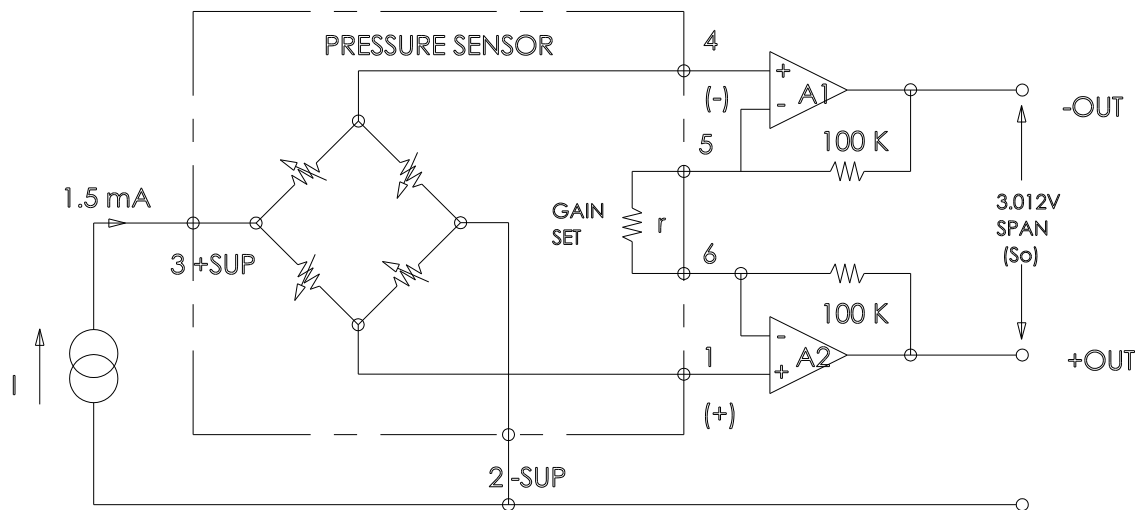 PRESSURE SENSOR
4
+
A1
-OUT
(-)
-
100 K
5
1.5 mA
GAIN
SET
r
3.012V
SPAN
(So)
3 +SUP
6
100 K
1
-
A2
+
+OUT
I
(+)
2 -SUP